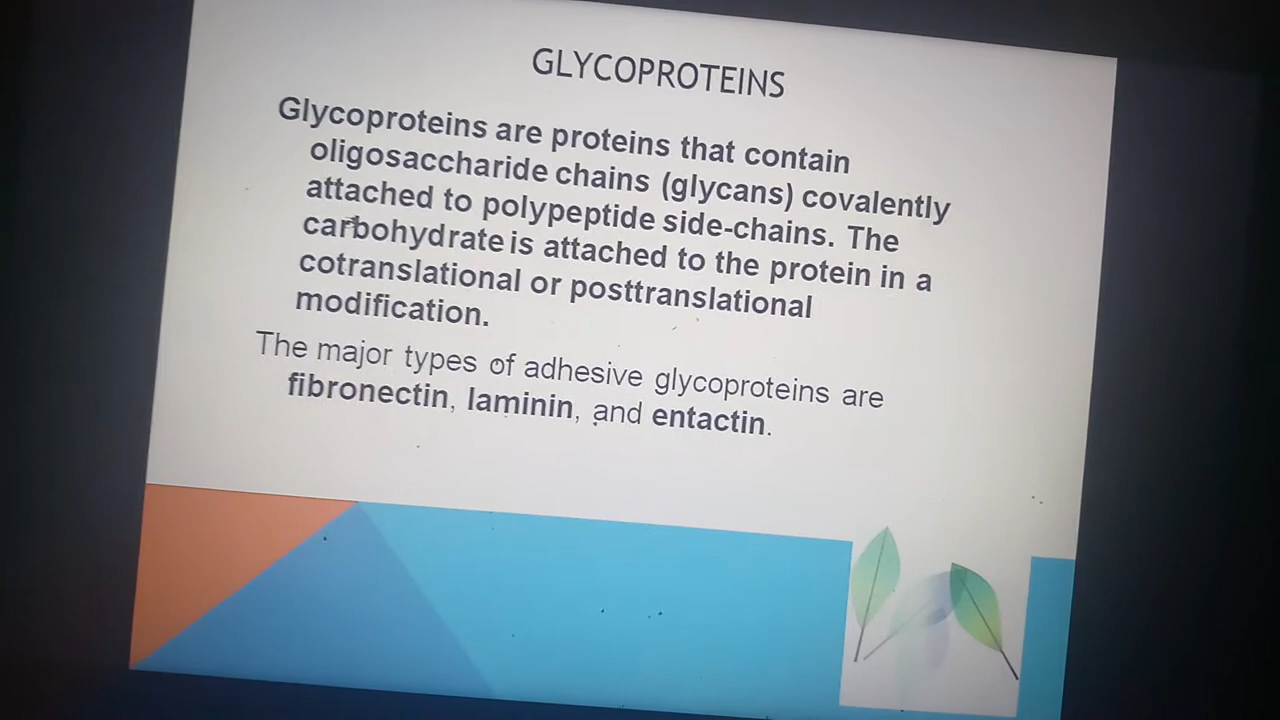 GLYCOPROTEINS
Glycoproteins are proteins that contain
oligosaccharide chains (glycans) covalently
attached to polypeptide side-chains. The
carbohydrate is attached to the protein in a
cotranslational or posttranslational
modification.
The major types of adhesive glycoproteins are
fibronectin, laminin, and entactin.